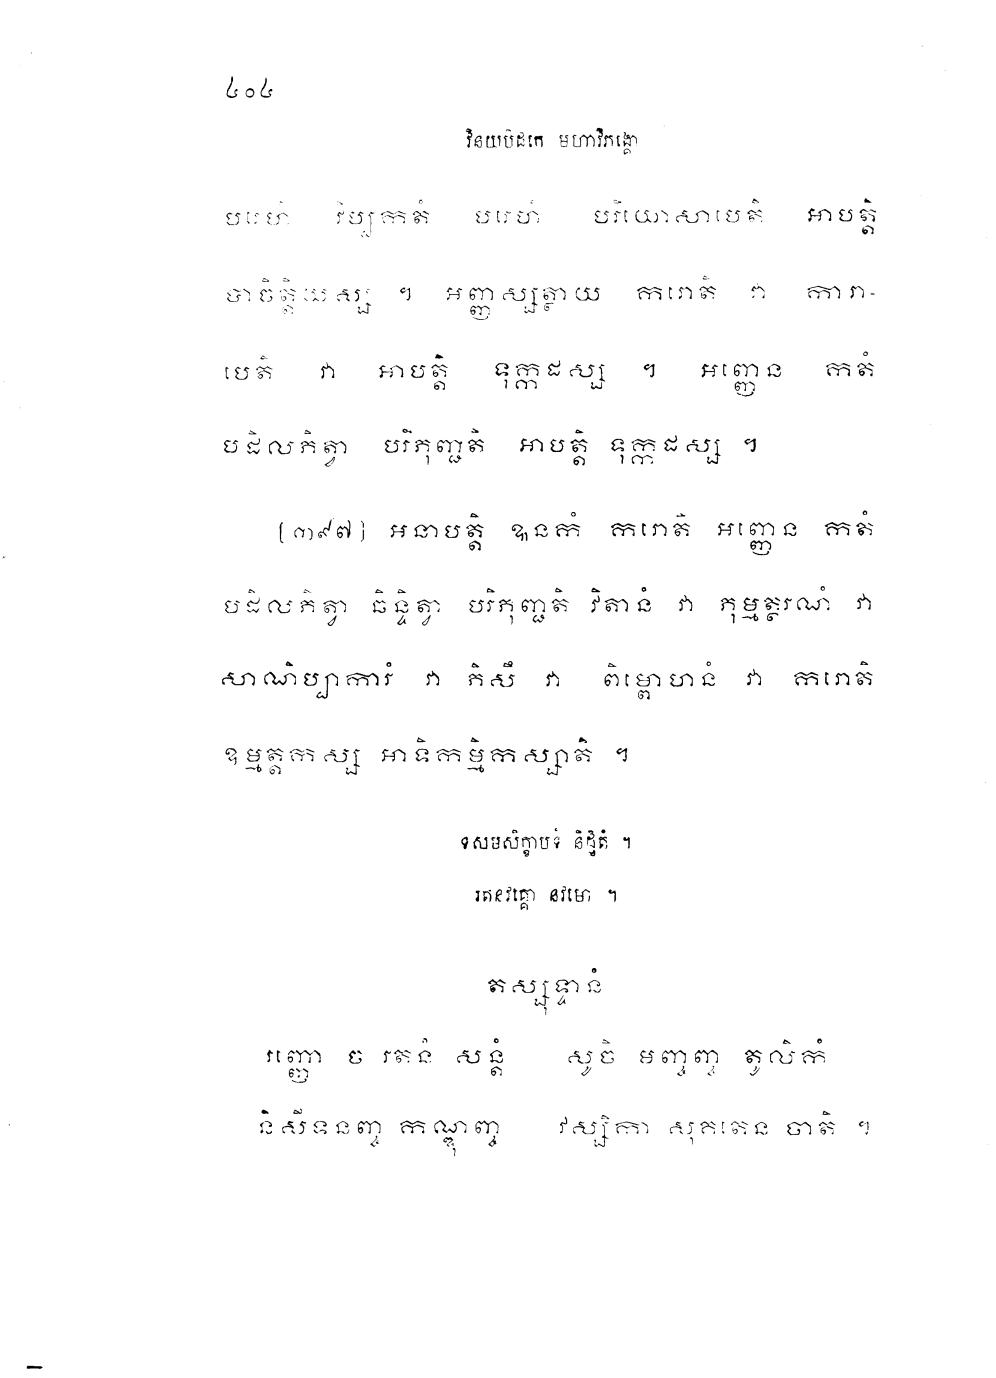 ៤០៤
វិនយបិដកេ មហាវិភង្គោ
បរេហិ វិប្បកតំ បរេហិ បរិយោសាបេតិ អាបត្តិ
បាចិត្តិយស្ស ។ អញ្ញស្សត្ថាយ ករោតិ វា ការា-
បេតិ វា អាបត្តិ ទុក្កដស្ស ។ អញ្ញេន កតំ
បដិលភិត្វា បរិភុញ្ជតិ អាបត្តិ ទុក្កដស្ស ។
[៣៩៧] អនាបត្តិ ឩនកំ ករោតិ អញ្ញេន កតំ
បដិលភិត្វា ឆិន្ទិត្វា បរិភុញ្ជតិ វិតានំ វា ភុម្មត្ថរណំ វា
សាណិប្បាការំ វា ភិសឹ វា ពិម្ពោហនំ វា ករោតិ
ឧម្មត្តកស្ស អាទិកម្មិកស្សាតិ ។
ទសមសិក្ខាបទំ និដ្ឋិតំ ។
រតនវគ្គោ នវមោ ។
តស្សុទ្ទានំ
រញ្ញោ ច រតនំ សន្តំ សូចិ មញ្ចញ្ច តូលិកំ
និសីទនញ្ច កណ្ឌុញ្ច វស្សិកា សុគតេន ចាតិ ។